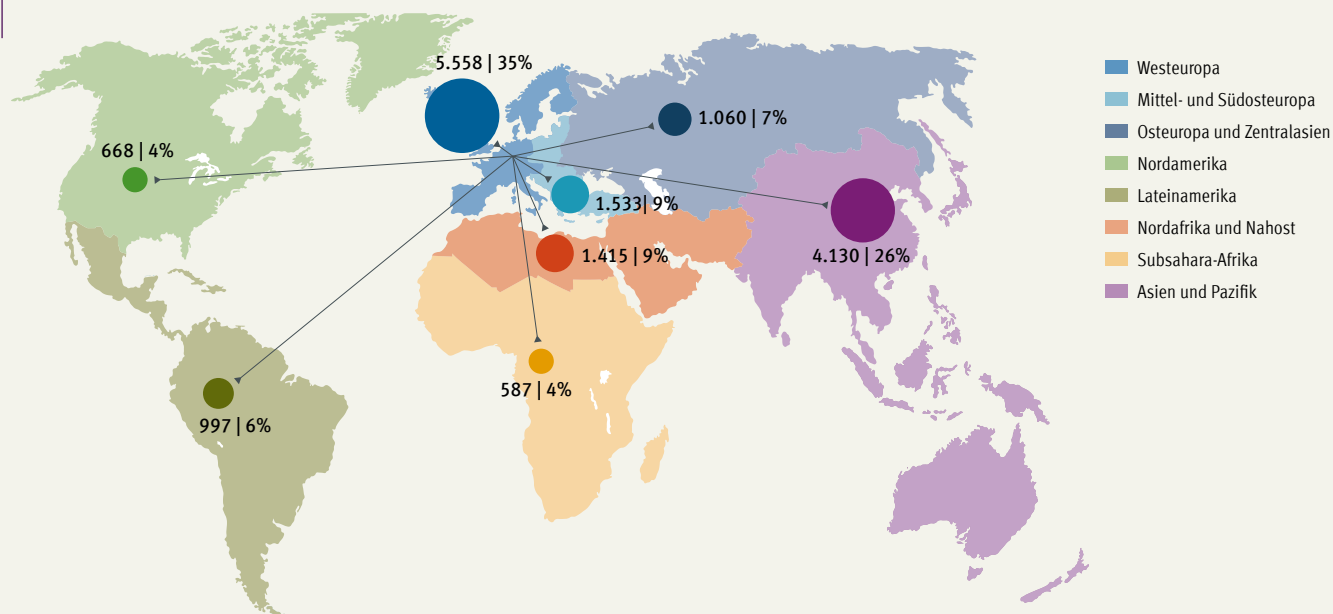 5.558 | 35%
1.060 | 7%
668 | 4%
1.533| 9%
1.415 | 9%
4.130 | 26%
587 | 4%
997 | 6%
Westeuropa
Mittel- und Südosteuropa
Osteuropa und Zentralasien
Nordamerika
Lateinamerika
Nordafrika und Nahost
Subsahara-Afrika
Asien und Pazifik